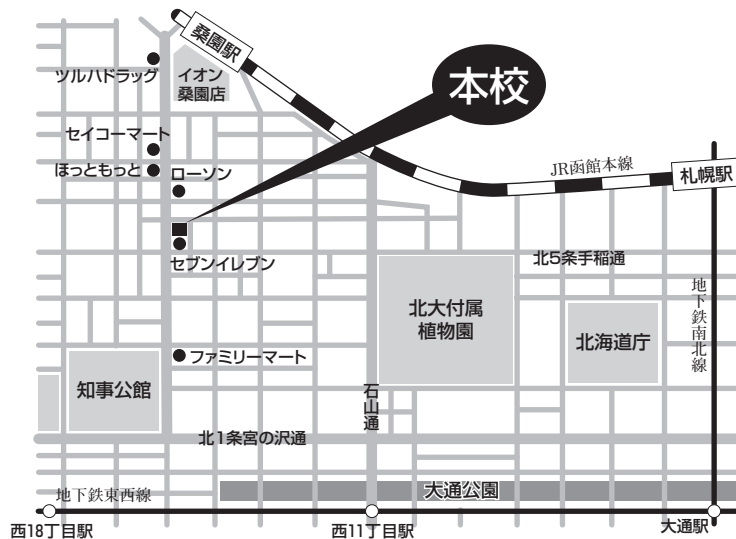 桑園駅
ツルハドラッグ
イオン
桑園店
本校
セイコーマート
ほっともっと
ローソン
JR函館本線
札幌駅
セブンイレブン
北5条手稲通
地下鉄南北線
北大付属
植物園
北海道庁
ファミリーマート
知事公館
石山通
北1条宮の沢通
大通公園
地下鉄東西線
西18丁目駅
西11丁目駅
大通駅